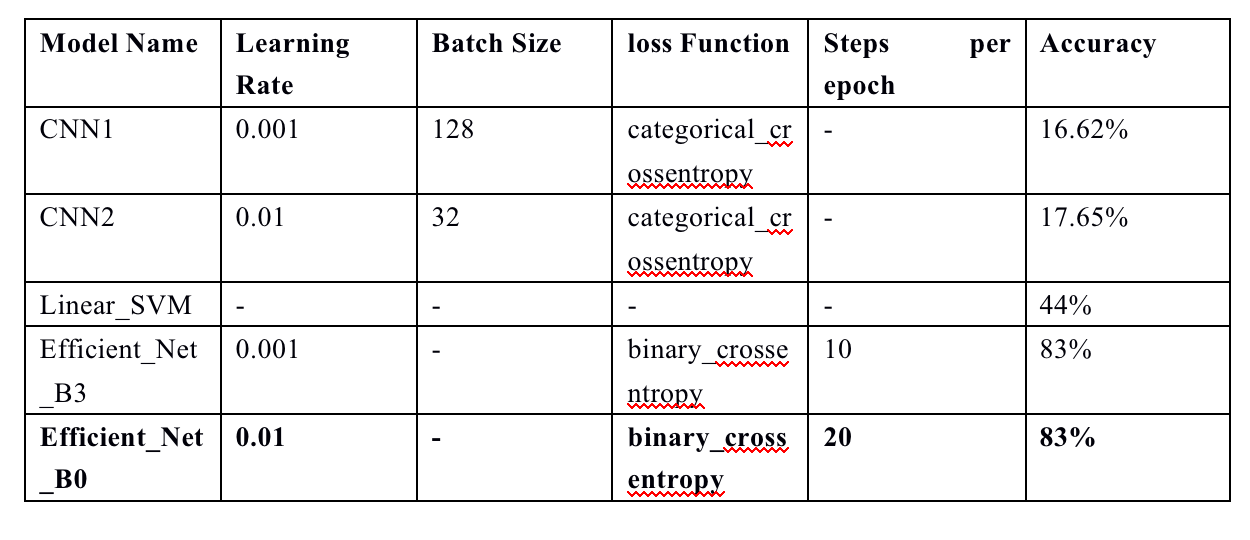 Model Name Learning Rate Batch Size loss Function Steps per epoch Accuracy
CNN1 0.001 128 categorical_crossentropy - 16.62%
CNN2 0.01 32 categorical_crossentropy - 17.65%
Linear_SVM - - - - 44%
Efficient_Net_B3 0.001 - binary_crossentropy 10 83%
Efficient_Net_B0 0.01 - binary_crossentropy 20 83%